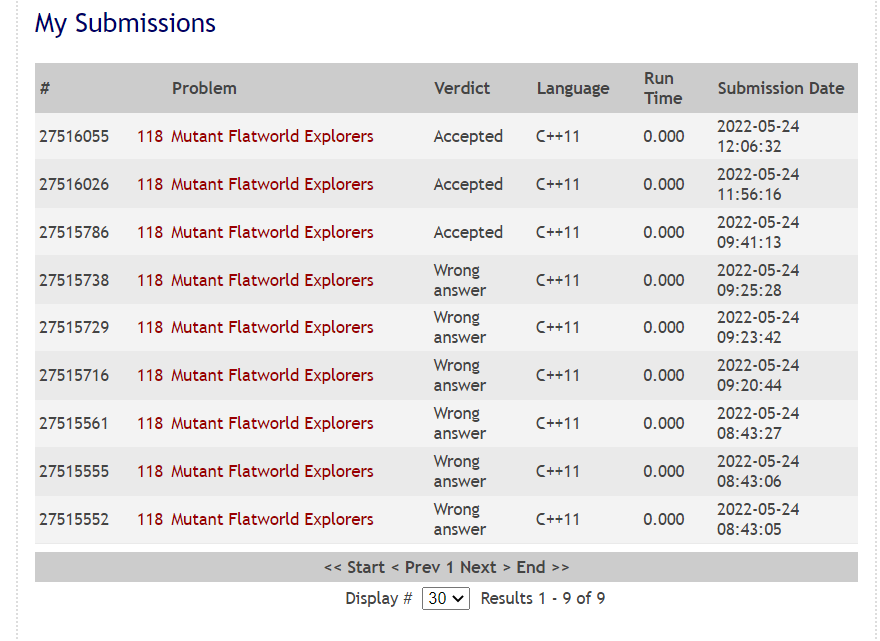 My Submissions
# Problem Verdict Language Run Time Submission Date
27516055 118 Mutant Flatworld Explorers Accepted C++11 0.000 2022-05-24 12:06:32
27516026 118 Mutant Flatworld Explorers Accepted C++11 0.000 2022-05-24 11:56:16
27515786 118 Mutant Flatworld Explorers Accepted C++11 0.000 2022-05-24 09:41:13
27515738 118 Mutant Flatworld Explorers Wrong answer C++11 0.000 2022-05-24 09:25:28
27515729 118 Mutant Flatworld Explorers Wrong answer C++11 0.000 2022-05-24 09:23:42
27515716 118 Mutant Flatworld Explorers Wrong answer C++11 0.000 2022-05-24 09:20:44
27515561 118 Mutant Flatworld Explorers Wrong answer C++11 0.000 2022-05-24 08:43:27
27515555 118 Mutant Flatworld Explorers Wrong answer C++11 0.000 2022-05-24 08:43:06
27515552 118 Mutant Flatworld Explorers Wrong answer C++11 0.000 2022-05-24 08:43:05
<< Start < Prev 1 Next > End >>
Display # 30 Results 1 - 9 of 9